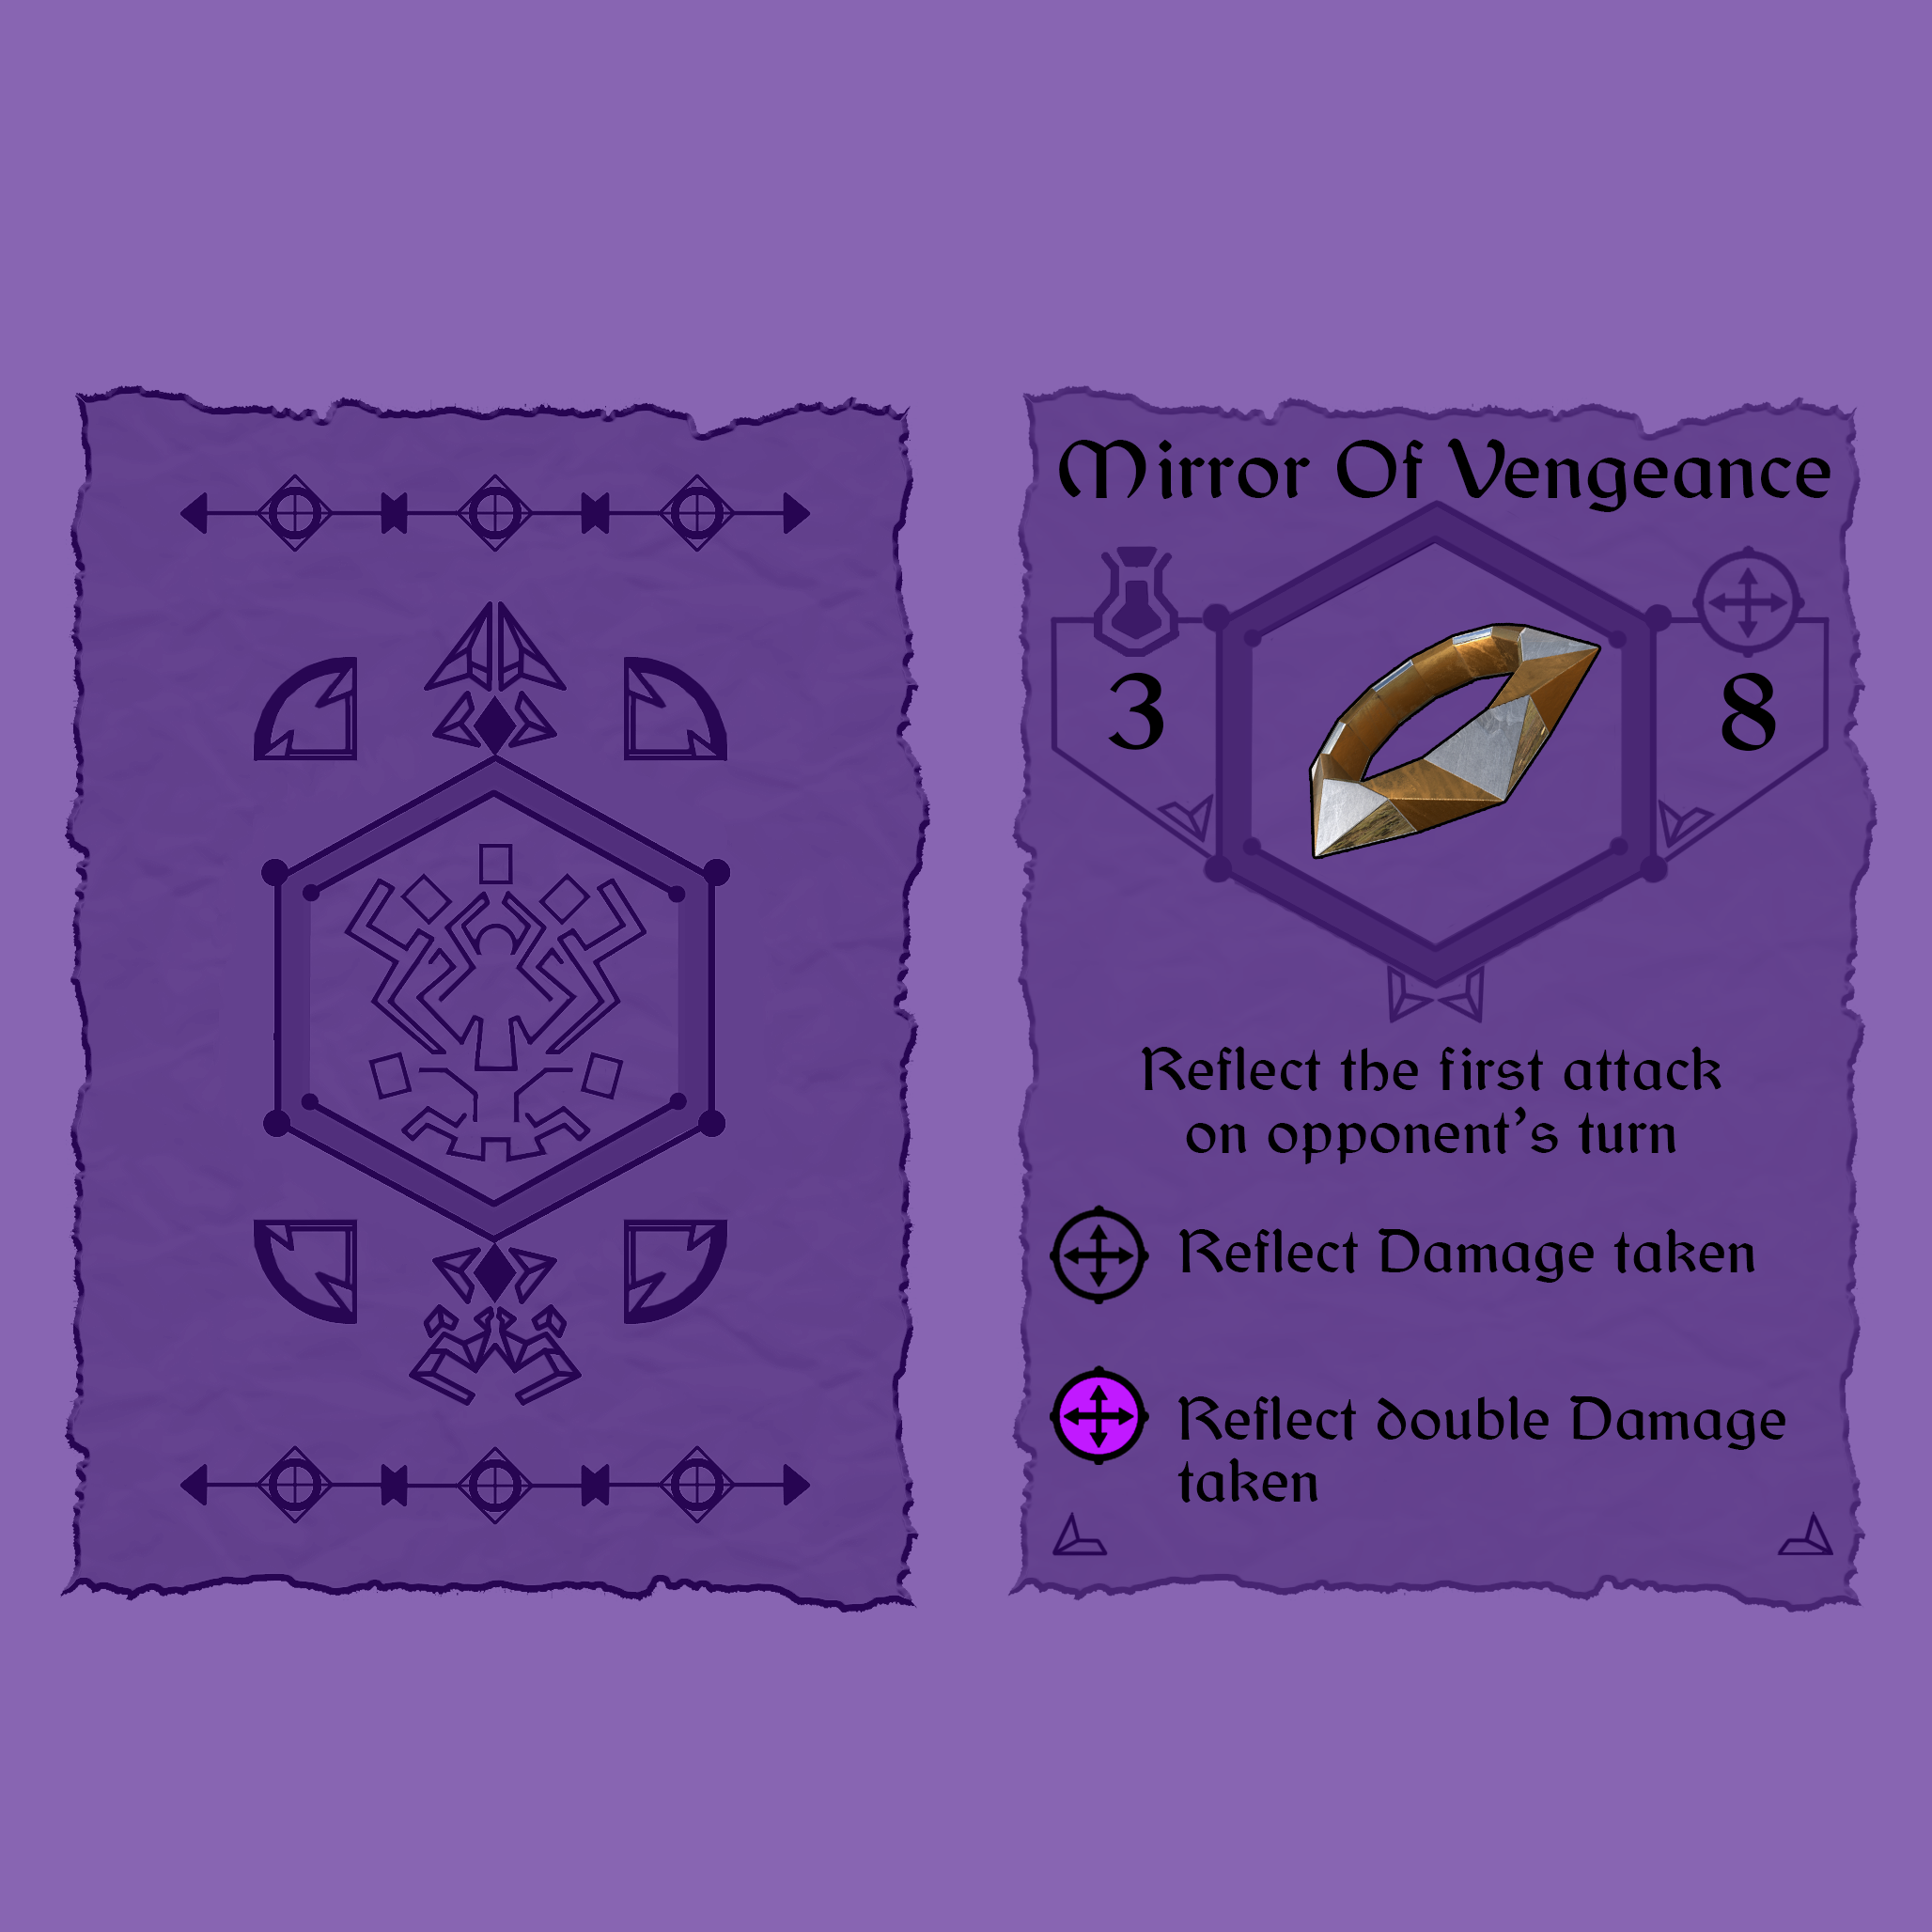 Mirror Of Vengeance
3
8
Reflect the first attack
on opponent's turn
Reflect Damage taken
Reflect double Damage
taken